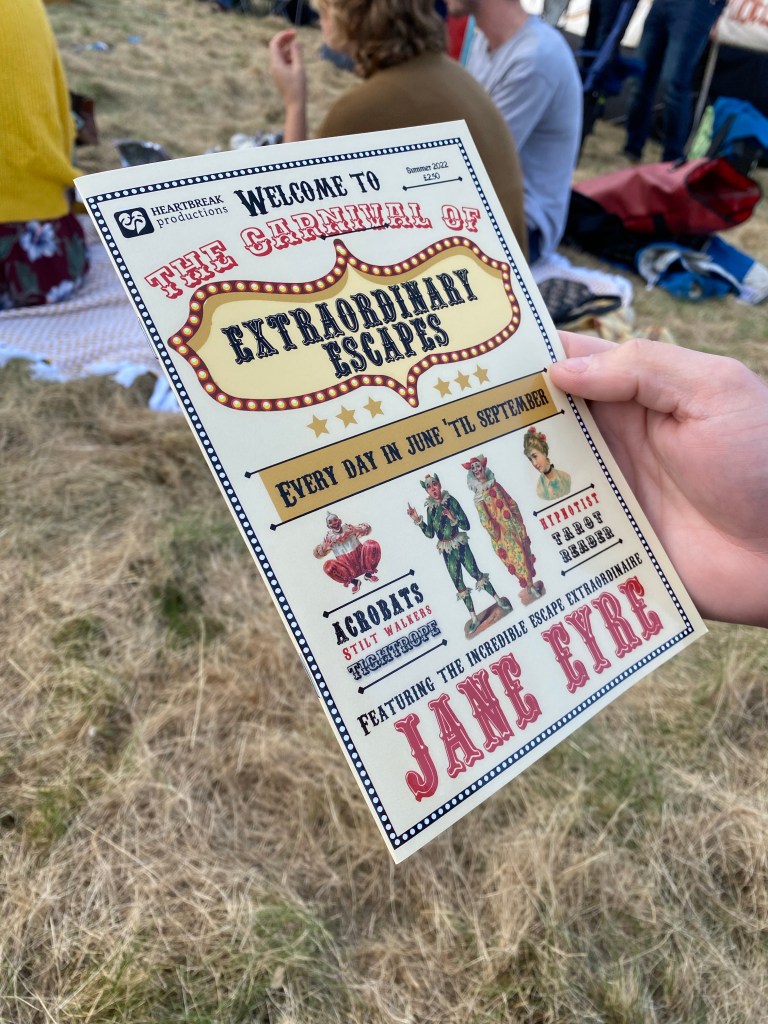 HEARTBREAK
productions
WELCOME TO
Summer 2022
£2.50
THE CARNIVAL OF
EXTRAORDINARY
ESCAPES
EVERY DAY IN JUNE 'TIL SEPTEMBER
ACROBATS
STILT WALKERS
TIGHTROPE
HYPNOTIST
TAROT
READER
FEATURING THE INCREDIBLE ESCAPE EXTRAORDINAIRE
JANE EYRE